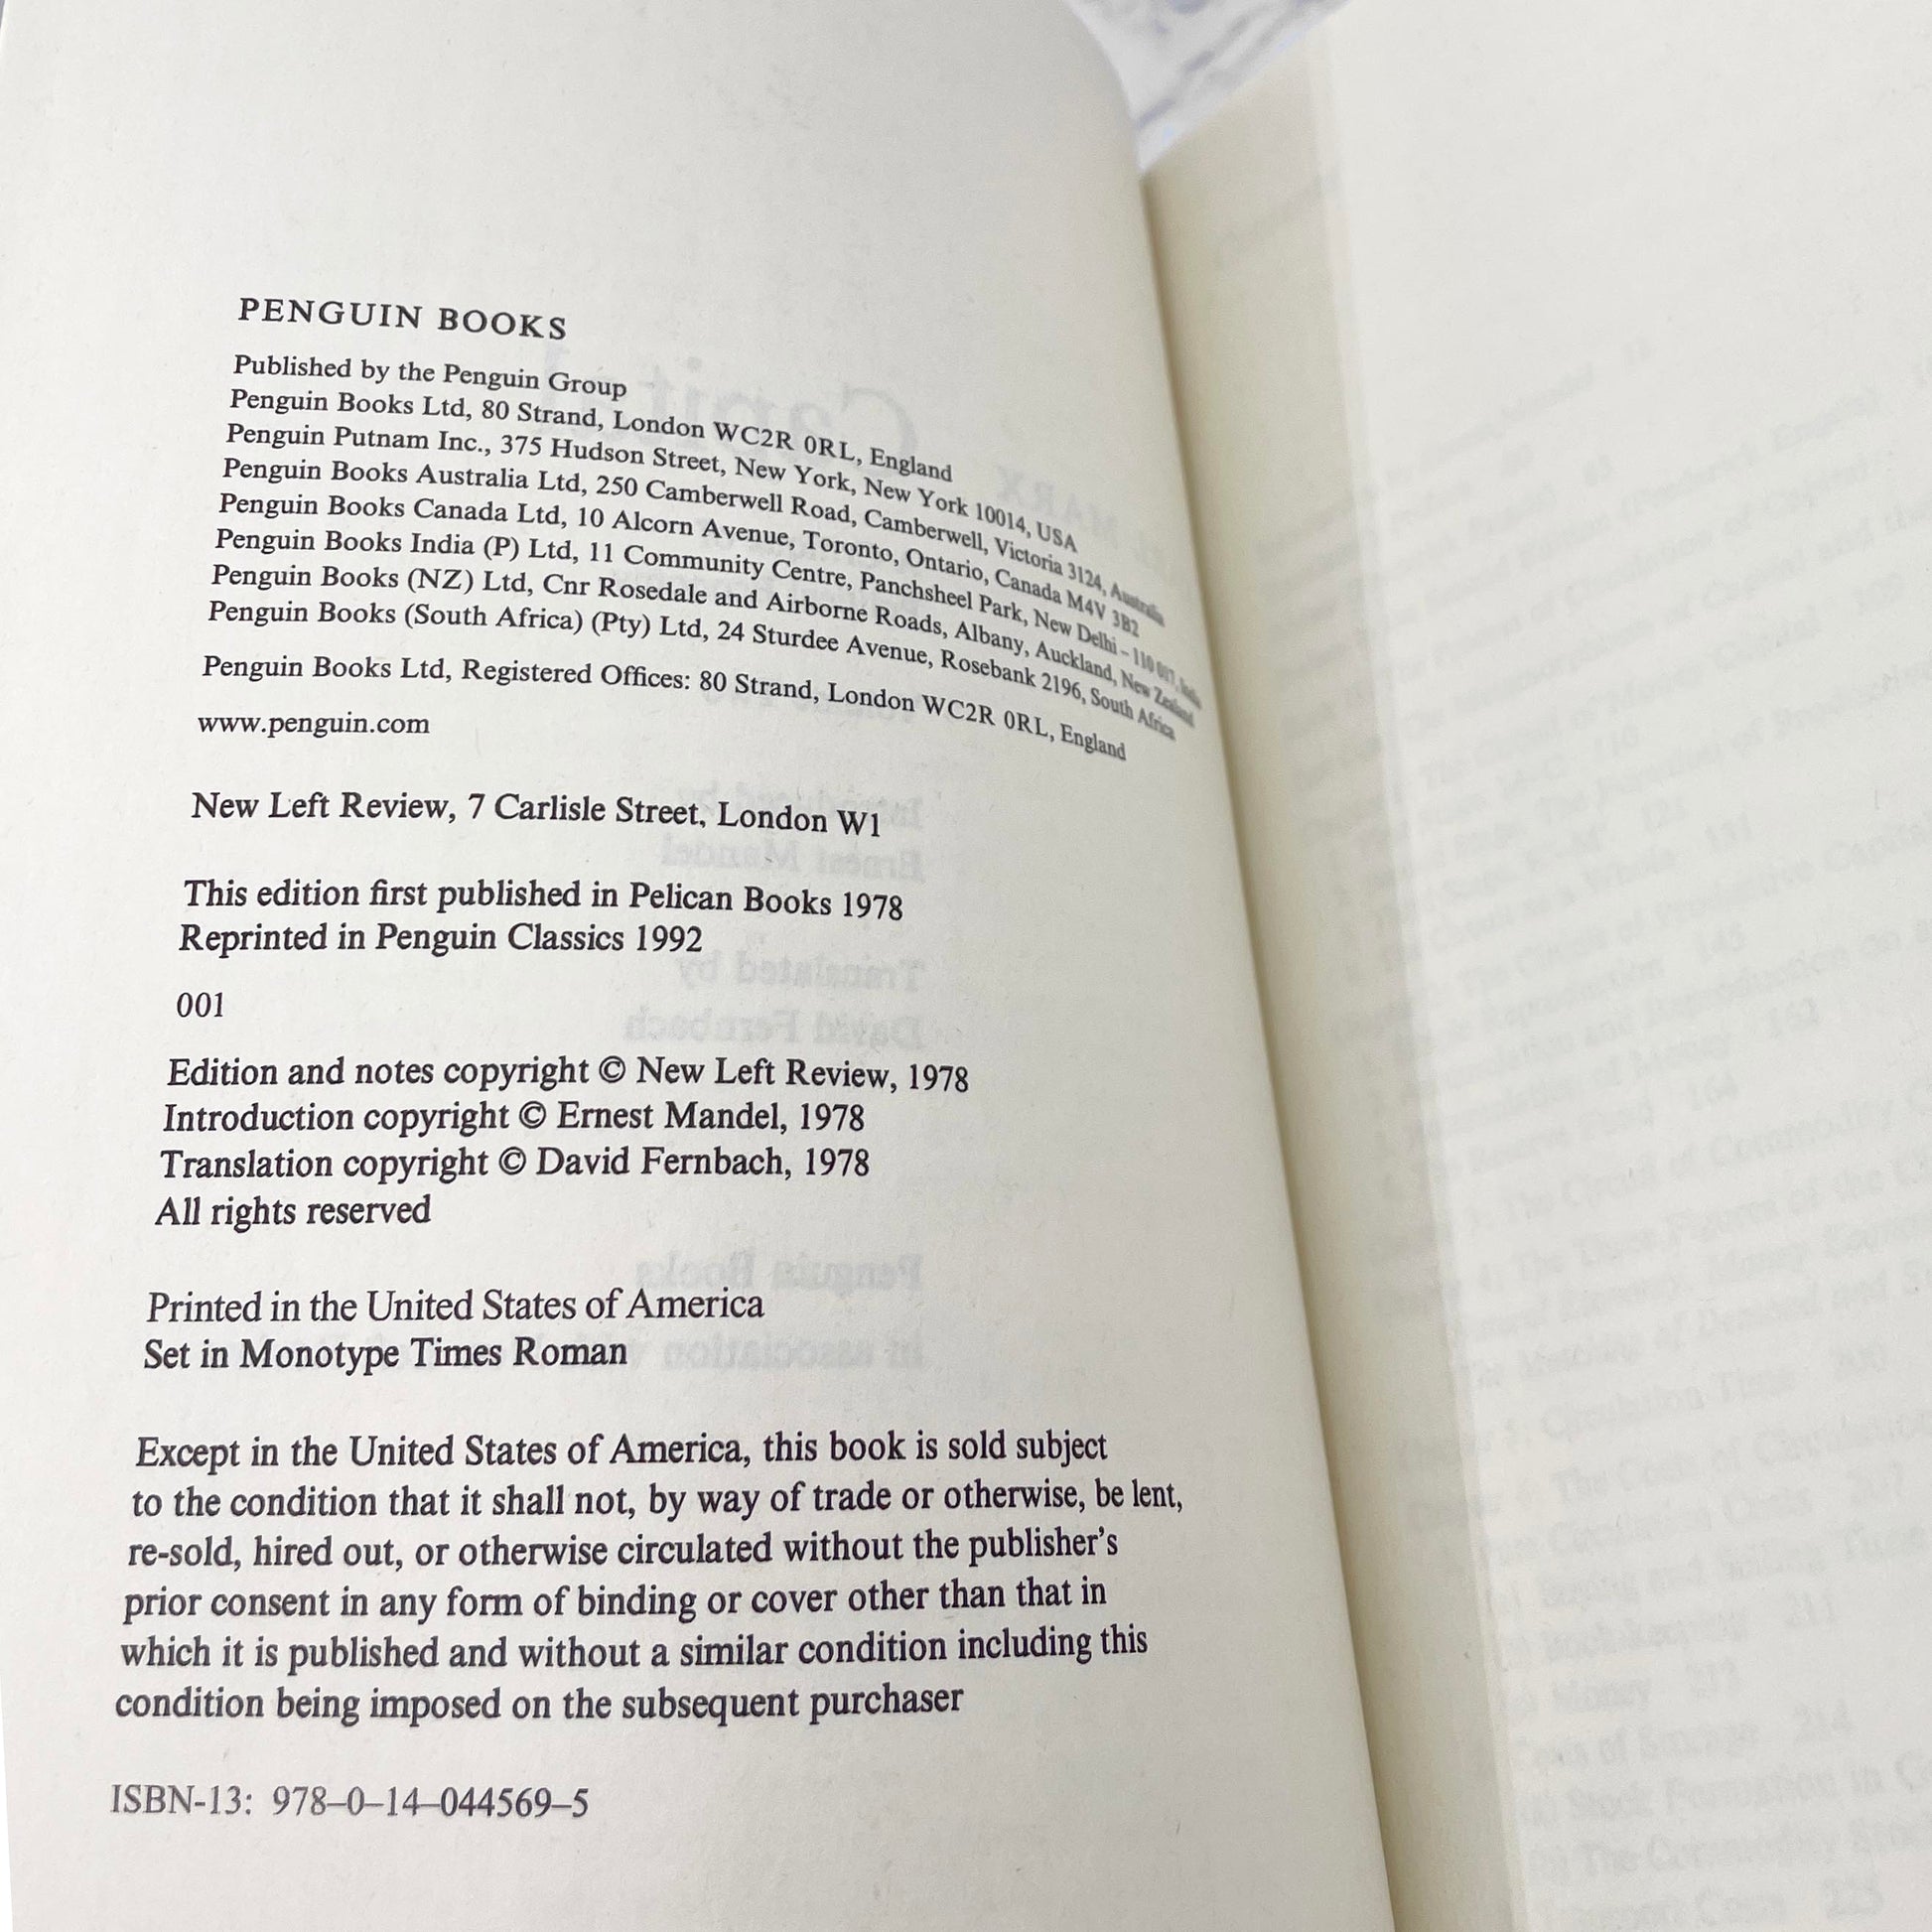 PENGUIN BOOKS
Published by the Penguin Group
Penguin Books Ltd, 80 Strand, London WC2R 0RL, England
Penguin Putnam Inc., 375 Hudson Street, New York, New York 10014, USA
Penguin Books Australia Ltd, 250 Camberwell Road, Camberwell, Victoria 3124, Australia
Penguin Books Canada Ltd, 10 Alcorn Avenue, Toronto, Ontario, Canada M4V 3B2
Penguin Books India (P) Ltd, 11 Community Centre, Panchsheel Park, New Delhi – 110 017, India
Penguin Books (NZ) Ltd, Cnr Rosedale and Airborne Roads, Albany, Auckland, New Zealand
Penguin Books (South Africa) (Pty) Ltd, 24 Sturdee Avenue, Rosebank 2196, South Africa
Penguin Books Ltd, Registered Offices: 80 Strand, London WC2R 0RL, England
www.penguin.com
New Left Review, 7 Carlisle Street, London W1
This edition first published in Pelican Books 1978
Reprinted in Penguin Classics 1992
001
Edition and notes copyright © New Left Review, 1978
Introduction copyright © Ernest Mandel, 1978
Translation copyright © David Fernbach, 1978
All rights reserved
Printed in the United States of America
Set in Monotype Times Roman
Except in the United States of America, this book is sold subject
to the condition that it shall not, by way of trade or otherwise, be lent,
re-sold, hired out, or otherwise circulated without the publisher's
prior consent in any form of binding or cover other than that in
which it is published and without a similar condition including this
condition being imposed on the subsequent purchaser
ISBN-13: 978–0–14–044569–5